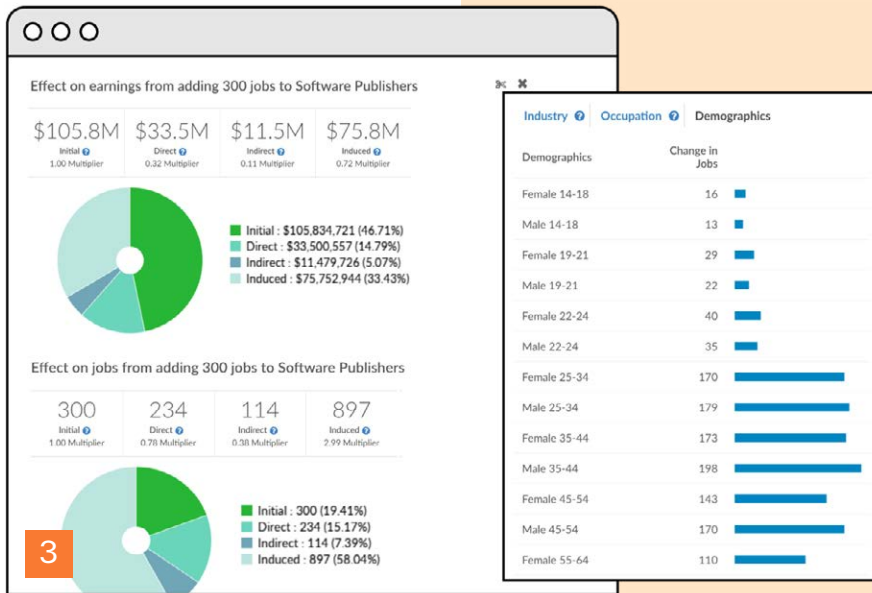 Effect on earnings from adding 300 jobs to Software Publishers
$105.8M $33.5M $11.5M $75.8M
Initial Direct Indirect Induced
1.00 Multiplier 0.32 Multiplier 0.11 Multiplier 0.72 Multiplier
Initial : $105,834,721 (46.71%)
Direct : $33,500,557 (14.79%)
Indirect : $11,479,726 (5.07%)
Induced : $75,752,944 (33.43%)
Effect on jobs from adding 300 jobs to Software Publishers
300 234 114 897
Initial Direct Indirect Induced
1.00 Multiplier 0.78 Multiplier 0.38 Multiplier 2.99 Multiplier
Initial : 300 (19.41%)
Direct : 234 (15.17%)
Indirect : 114 (7.39%)
Induced : 897 (58.04%)
3
Industry Occupation Demographics
Demographics Change in
Jobs
Female 14-18 16
Male 14-18 13
Female 19-21 29
Male 19-21 22
Female 22-24 40
Male 22-24 35
Female 25-34 170
Male 25-34 179
Female 35-44 173
Male 35-44 198
Female 45-54 143
Male 45-54 170
Female 55-64 110